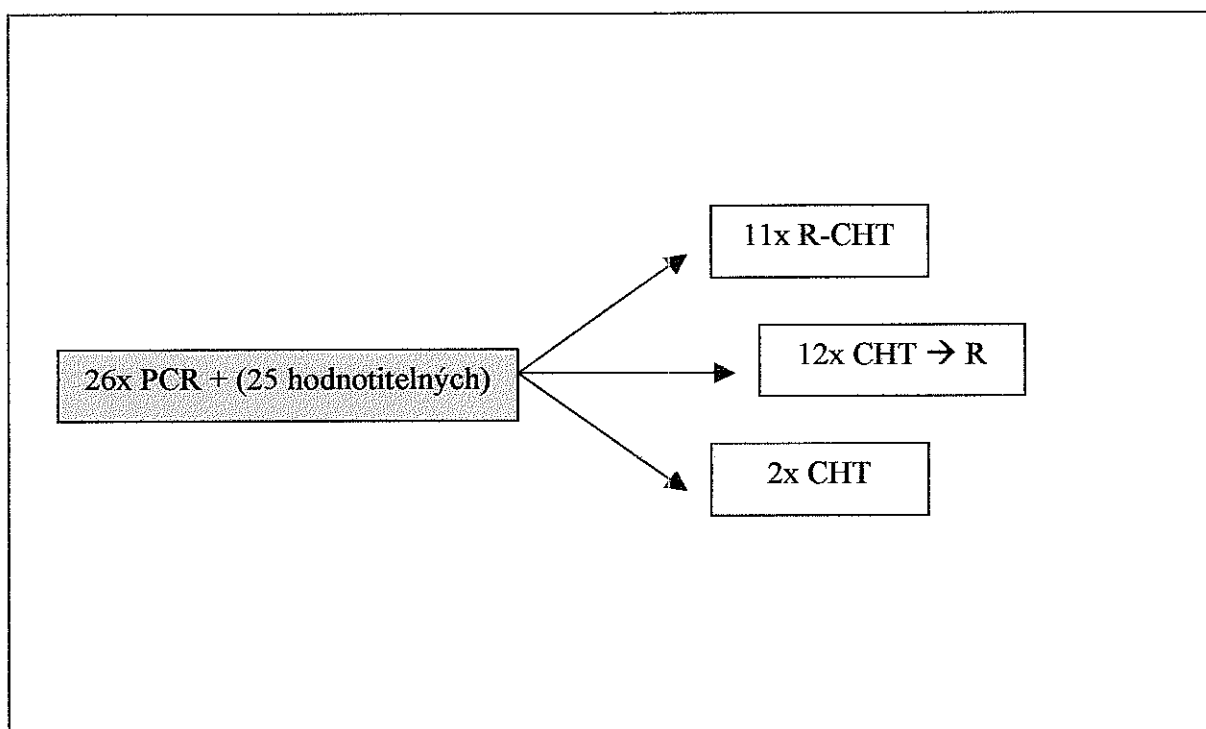 11x R-CHT
26x PCR + (25 hodnotitelných)
12x CHT → R
2x CHT